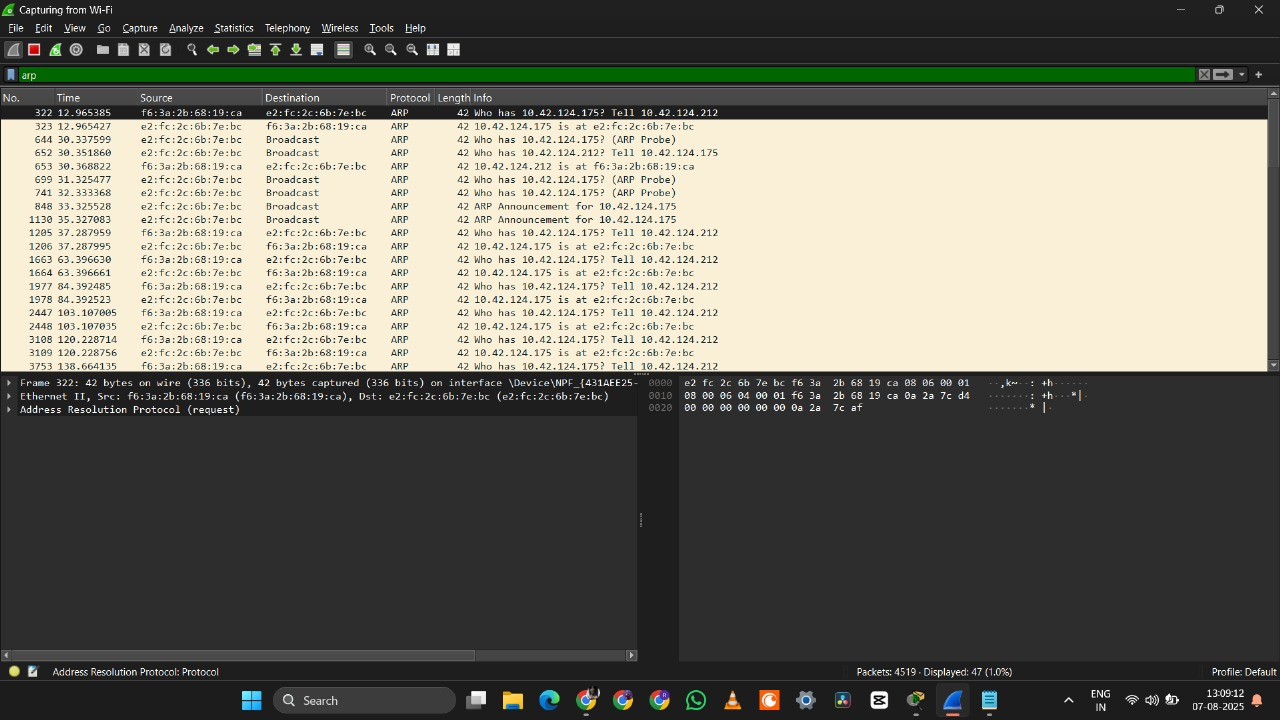 Capturing from Wi-Fi
File Edit View Go Capture Analyze Statistics Telephony Wireless Tools Help
arp
No. Time Source Destination Protocol Length Info
322 12.965385 f6:3a:2b:68:19:ca e2:fc:2c:6b:7e:bc ARP 42 Who has 10.42.124.175? Tell 10.42.124.212
323 12.965427 e2:fc:2c:6b:7e:bc f6:3a:2b:68:19:ca ARP 42 10.42.124.175 is at e2:fc:2c:6b:7e:bc
644 30.337599 e2:fc:2c:6b:7e:bc Broadcast ARP 42 Who has 10.42.124.175? (ARP Probe)
652 30.351860 e2:fc:2c:6b:7e:bc Broadcast ARP 42 Who has 10.42.124.212? Tell 10.42.124.175
653 30.368822 f6:3a:2b:68:19:ca e2:fc:2c:6b:7e:bc ARP 42 10.42.124.212 is at f6:3a:2b:68:19:ca
699 31.325477 e2:fc:2c:6b:7e:bc Broadcast ARP 42 Who has 10.42.124.175? (ARP Probe)
741 32.333368 e2:fc:2c:6b:7e:bc Broadcast ARP 42 Who has 10.42.124.175? (ARP Probe)
848 33.325528 e2:fc:2c:6b:7e:bc Broadcast ARP 42 ARP Announcement for 10.42.124.175
1130 35.327083 e2:fc:2c:6b:7e:bc Broadcast ARP 42 ARP Announcement for 10.42.124.175
1205 37.287959 f6:3a:2b:68:19:ca e2:fc:2c:6b:7e:bc ARP 42 Who has 10.42.124.175? Tell 10.42.124.212
1206 37.287995 e2:fc:2c:6b:7e:bc f6:3a:2b:68:19:ca ARP 42 10.42.124.175 is at e2:fc:2c:6b:7e:bc
1663 63.396630 f6:3a:2b:68:19:ca e2:fc:2c:6b:7e:bc ARP 42 Who has 10.42.124.175? Tell 10.42.124.212
1664 63.396661 e2:fc:2c:6b:7e:bc f6:3a:2b:68:19:ca ARP 42 10.42.124.175 is at e2:fc:2c:6b:7e:bc
1977 84.392485 f6:3a:2b:68:19:ca e2:fc:2c:6b:7e:bc ARP 42 Who has 10.42.124.175? Tell 10.42.124.212
1978 84.392523 e2:fc:2c:6b:7e:bc f6:3a:2b:68:19:ca ARP 42 10.42.124.175 is at e2:fc:2c:6b:7e:bc
2447 103.107005 f6:3a:2b:68:19:ca e2:fc:2c:6b:7e:bc ARP 42 Who has 10.42.124.175? Tell 10.42.124.212
2448 103.107035 e2:fc:2c:6b:7e:bc f6:3a:2b:68:19:ca ARP 42 10.42.124.175 is at e2:fc:2c:6b:7e:bc
3108 120.228714 f6:3a:2b:68:19:ca e2:fc:2c:6b:7e:bc ARP 42 Who has 10.42.124.175? Tell 10.42.124.212
3109 120.228756 e2:fc:2c:6b:7e:bc f6:3a:2b:68:19:ca ARP 42 10.42.124.175 is at e2:fc:2c:6b:7e:bc
3753 138.664135 f6:3a:2b:68:19:ca e2:fc:2c:6b:7e:bc ARP 42 Who has 10.42.124.175? Tell 10.42.124.212
Frame 322: 42 bytes on wire (336 bits), 42 bytes captured (336 bits) on interface \Device\NPF_{431AEE25-
Ethernet II, Src: f6:3a:2b:68:19:ca (f6:3a:2b:68:19:ca), Dst: e2:fc:2c:6b:7e:bc (e2:fc:2c:6b:7e:bc)
Address Resolution Protocol (request)
0000 e2 fc 2c 6b 7e bc f6 3a 2b 68 19 ca 08 06 00 01 ··,k~··: +h······
0010 08 00 06 04 00 01 f6 3a 2b 68 19 ca 0a 2a 7c d4 ·······: +h···*|·
0020 00 00 00 00 00 00 0a 2a 7c af ·······* |·
Address Resolution Protocol: Protocol
Packets: 4519 · Displayed: 47 (1.0%)
Profile: Default
Search
ENG
IN
13:09:12
07-08-2025